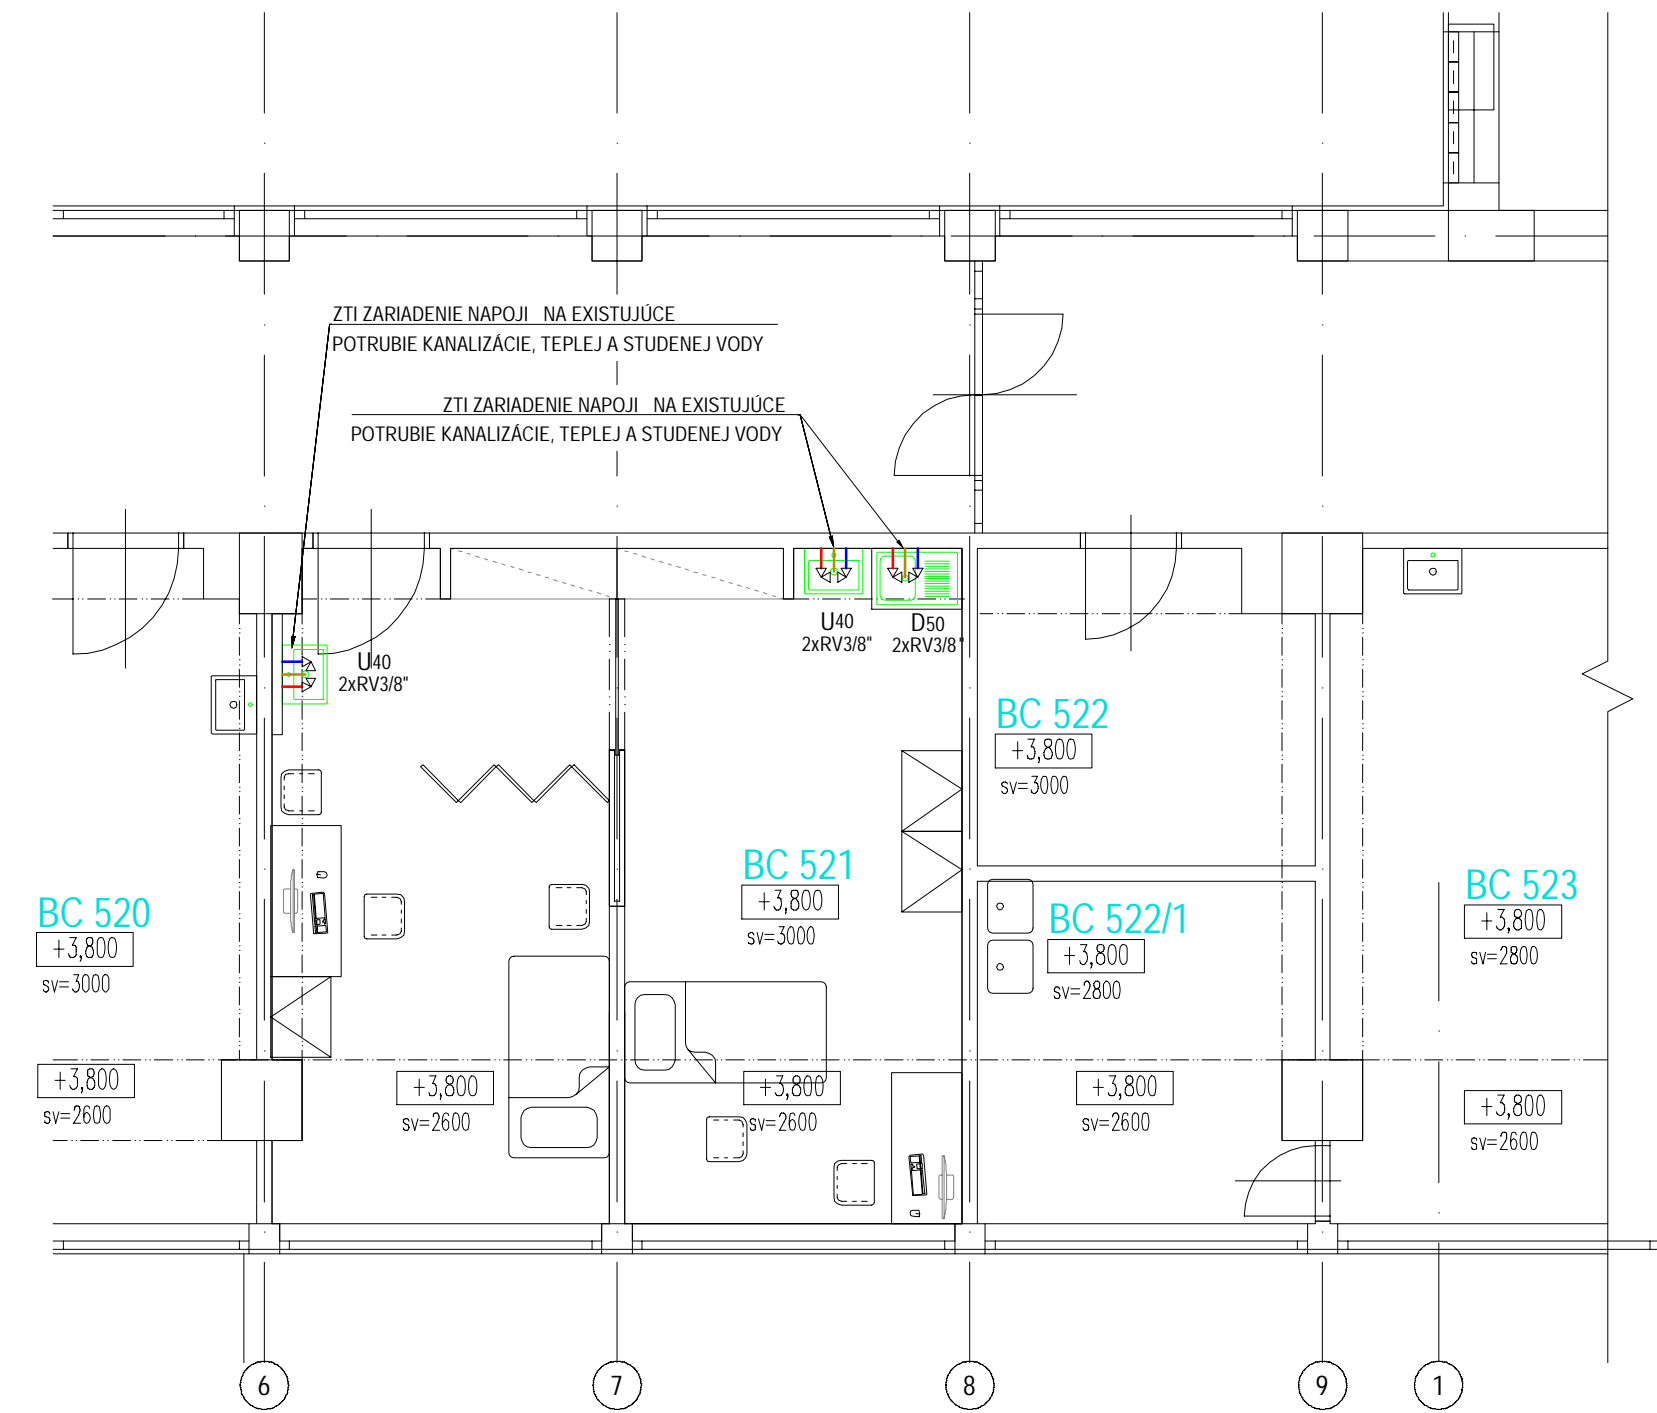 ZTI ZARIADENIE NAPOJI NA EXISTUJÚCE
POTRUBIE KANALIZÁCIE, TEPLEJ A STUDENEJ VODY
ZTI ZARIADENIE NAPOJI NA EXISTUJÚCE
POTRUBIE KANALIZÁCIE, TEPLEJ A STUDENEJ VODY
U40
2xRV3/8"
D50
2xRV3/8"
U40
2xRV3/8"
BC 522
+3,800
sv=3000
BC 521
+3,800
sv=3000
BC 523
+3,800
sv=2800
BC 520
+3,800
sv=3000
BC 522/1
+3,800
sv=2800
+3,800
sv=2600
+3,800
sv=2600
+3,800
sv=2600
+3,800
sv=2600
+3,800
sv=2600
6
7
8
9
1